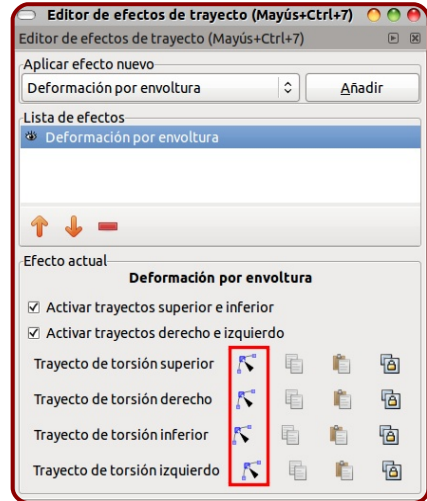 Editor de efectos de trayecto (Mayús+Ctrl+7)
Editor de efectos de trayecto (Mayús+Ctrl+7)
Aplicar efecto nuevo
Deformación por envoltura Añadir
Lista de efectos
Deformación por envoltura
Efecto actual
Deformación por envoltura
Activar trayectos superior e inferior
Activar trayectos derecho e izquierdo
Trayecto de torsión superior
Trayecto de torsión derecho
Trayecto de torsión inferior
Trayecto de torsión izquierdo